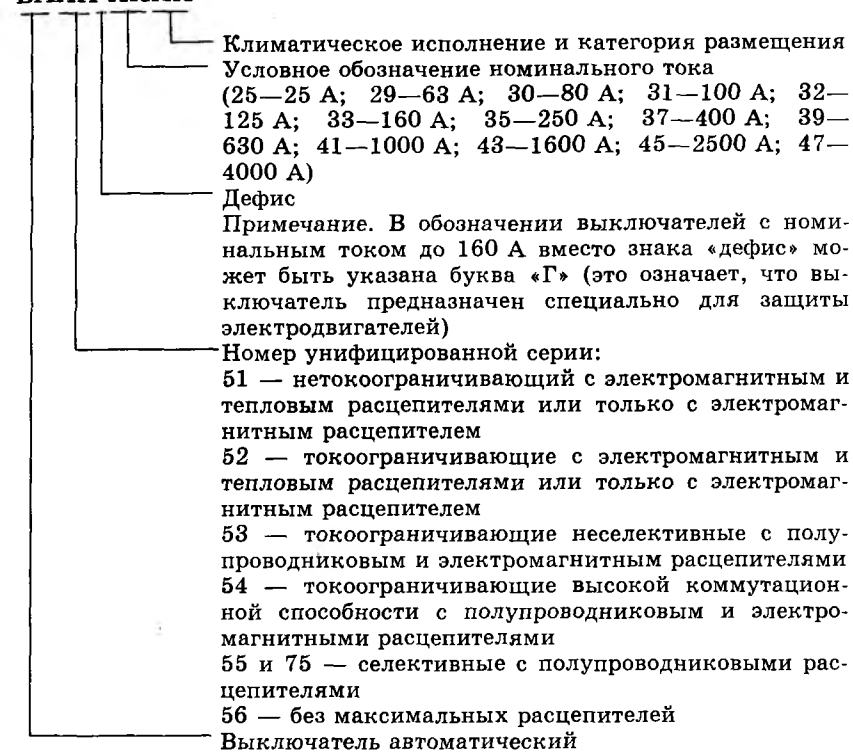 Климатическое исполнение и категория размещения
Условное обозначение номинального тока
(25—25 А; 29—63 А; 30—80 А; 31—100 А; 32—
125 А; 33—160 А; 35—250 А; 37—400 А; 39—
630 А; 41—1000 А; 43—1600 А; 45—2500 А; 47—
4000 А)
Дефис
Примечание. В обозначении выключателей с номи-
нальным током до 160 А вместо знака «дефис» мо-
жет быть указана буква «Г» (это означает, что вы-
ключатель предназначен специально для защиты
электродвигателей)
Номер унифицированной серии:
51 — нетокоограничивающий с электромагнитным и
тепловым расцепителями или только с электромаг-
нитным расцепителем
52 — токоограничивающие с электромагнитным и
тепловым расцепителями или только с электромаг-
нитным расцепителем
53 — токоограничивающие неселективные с полу-
проводниковым и электромагнитным расцепителями
54 — токоограничивающие высокой коммутацион-
ной способности с полупроводниковым и электро-
магнитными расцепителями
55 и 75 — селективные с полупроводниковыми рас-
цепителями
56 — без максимальных расцепителей
Выключатель автоматический